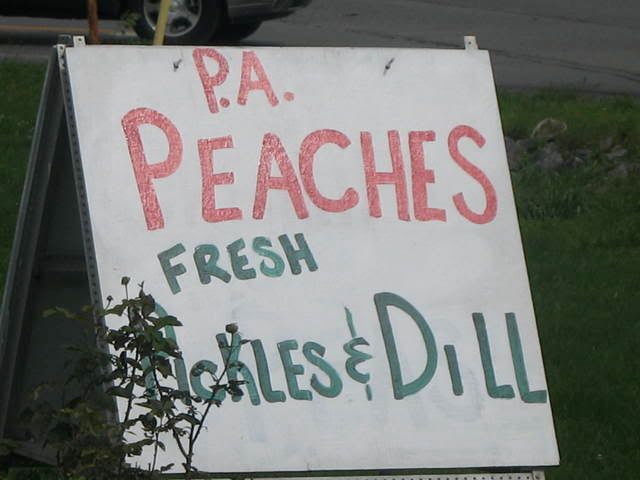 P.A.
PEACHES
FRESH
PickLES & DiLL